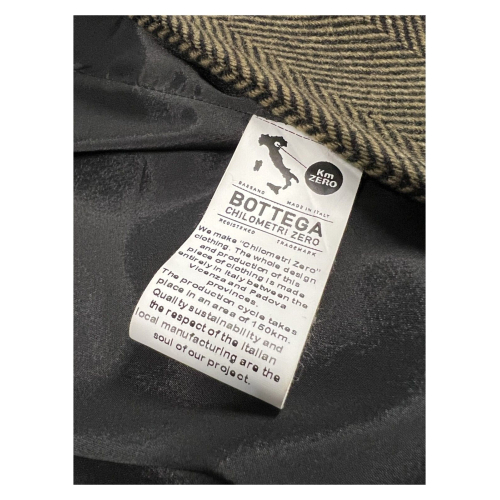 Km
ZERO
BASSANO
MADE IN ITALY
BOTTEGA
CHILOMETRI ZERO
REGISTERED
TRADEMARK
We make "Chilometri Zero"
clothing. The whole design
and production of this
piece of clothing is made
entirely in Italy between the
Vicenza and Padova
provinces.
The production cycle takes
place in an area of 150km.
Quality sustainability and
the respect of the Italian
local manufacturing are the
soul of our project.